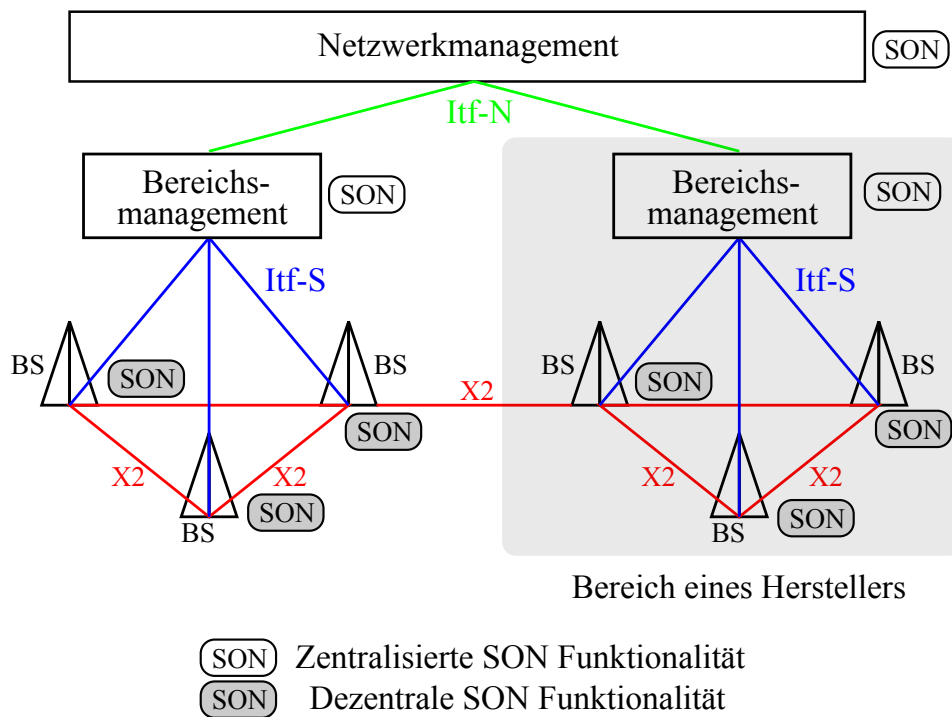 Netzwerkmanagement
SON
Itf-N
Bereichs-
management
SON
Bereichs-
management
SON
Itf-S
Itf-S
BS
SON
BS
BS
SON
BS
X2
SON
SON
X2
X2
X2
X2
SON
SON
BS
BS
Bereich eines Herstellers
SON Zentralisierte SON Funktionalität
SON Dezentrale SON Funktionalität